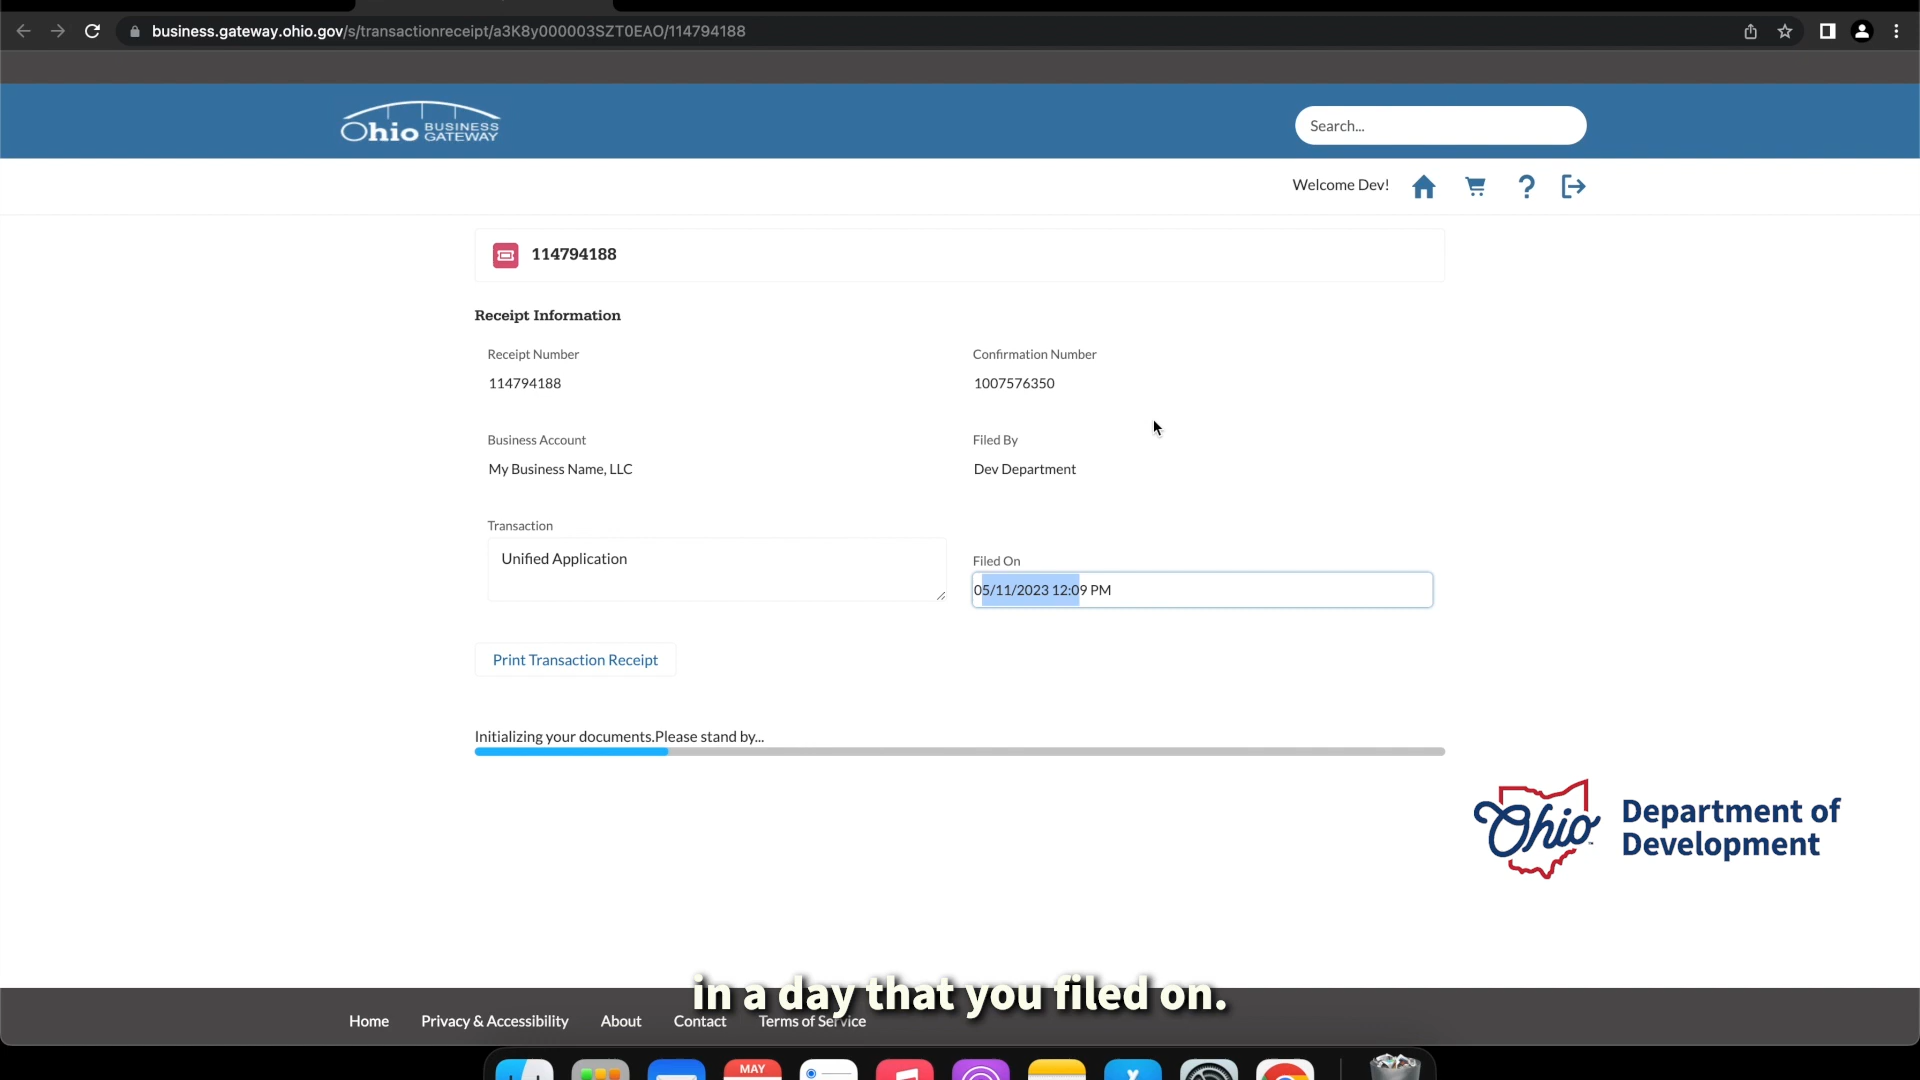 business.gateway.ohio.gov/s/transactionreceipt/a3K8y000003SZT0EAO/114794188
Ohio BUSINESS GATEWAY
Search...
Welcome Dev!
114794188
Receipt Information
Receipt Number
Confirmation Number
114794188
1007576350
Business Account
Filed By
My Business Name, LLC
Dev Department
Transaction
Unified Application
Filed On
05/11/2023 12:09 PM
Print Transaction Receipt
Initializing your documents.Please stand by...
Ohio
Department of
Development
in a day that you filed on.
Home Privacy & Accessibility About Contact Terms of Service
MAY